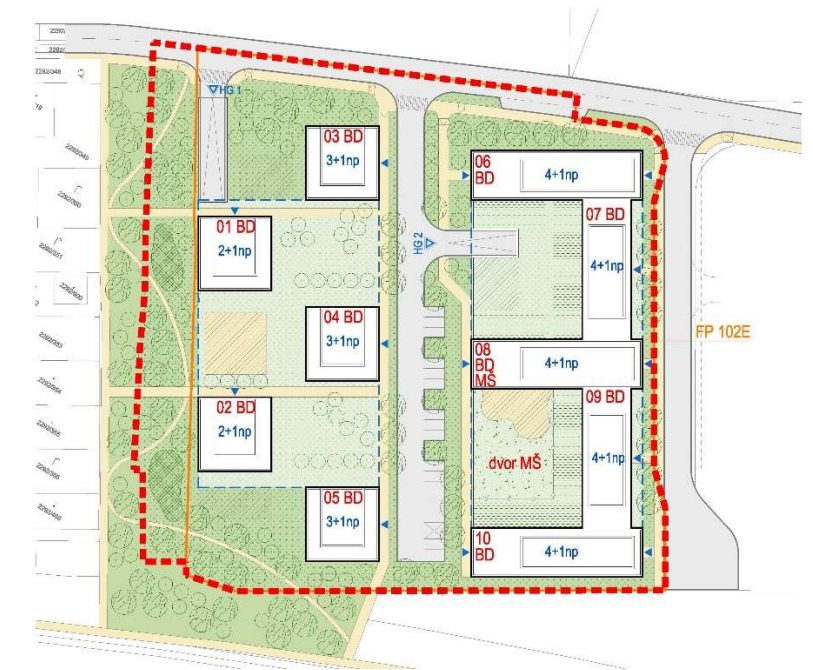 HG 1
03 BD
3+1np
06
BD
4+1np
07 BD
4+1np
01 BD
2+1np
HG 2
04 BD
3+1np
FP 102E
08
BD
MŠ
4+1np
09 BD
4+1np
02 BD
2+1np
dvor MŠ
05 BD
3+1np
10
BD
4+1np
2292/348